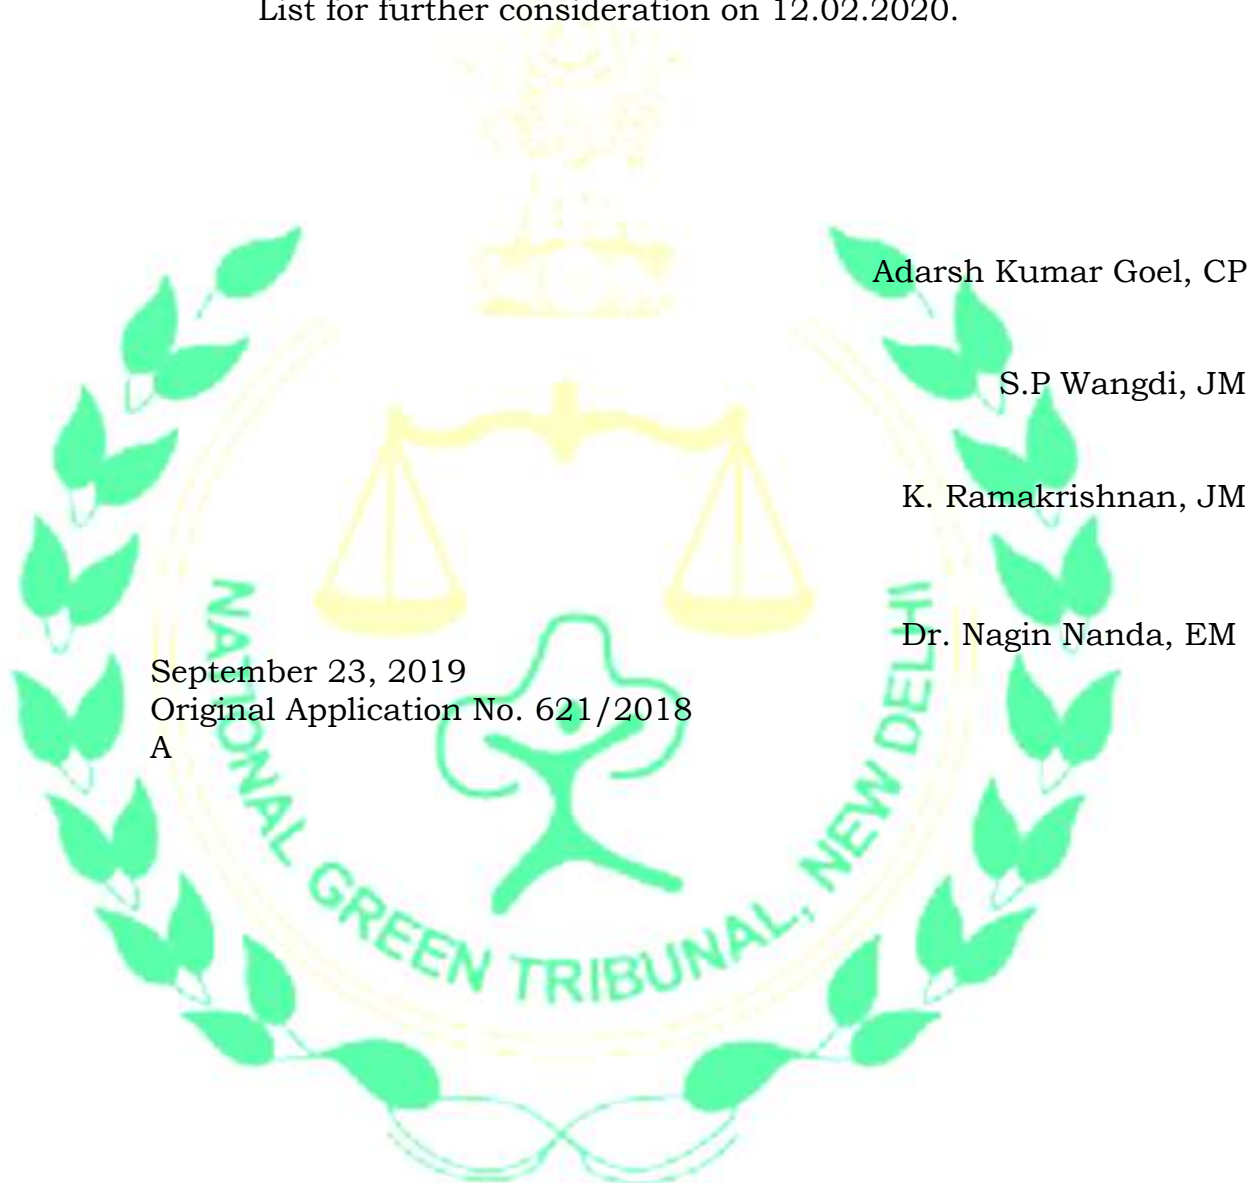 List for further consideration on 12.02.2020.
Adarsh Kumar Goel, CP
S.P Wangdi, JM
K. Ramakrishnan, JM
Dr. Nagin Nanda, EM
September 23, 2019
Original Application No. 621/2018
A
NATIONAL GREEN TRIBUNAL, NEW DELHI